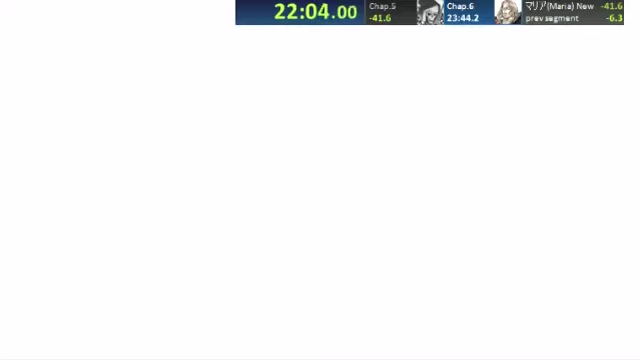 22:04.00
Chap.5
-41.6
Chap.6
23:44.2
マリア(Maria) New -41.6
prev segment -6.3